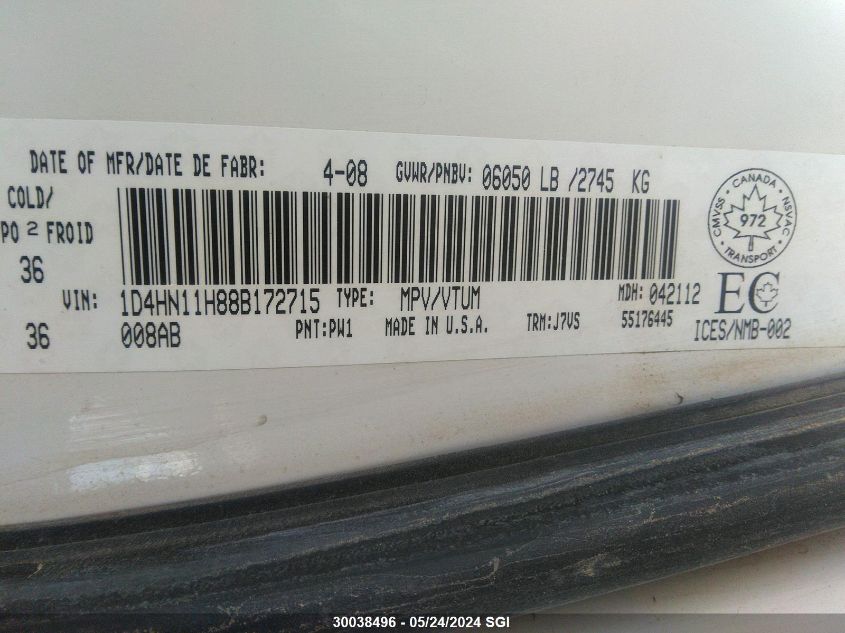 DATE OF MFR/DATE DE FABR: 4-08 GVWR/PNBV: 06050 LB /2745 KG
COLD/
PO 2 FROID
36
CMVSS • CANADA • NSVAC
972
TRANSPORT
VIN: 1D4HN11H88B172715 TYPE: MPV/VTUM MDH: 042112
EC
36 008AB PNT:PW1 MADE IN U.S.A. TRM:J7VS 55176445
ICES/NMB-002
30038496 - 05/24/2024 SGI